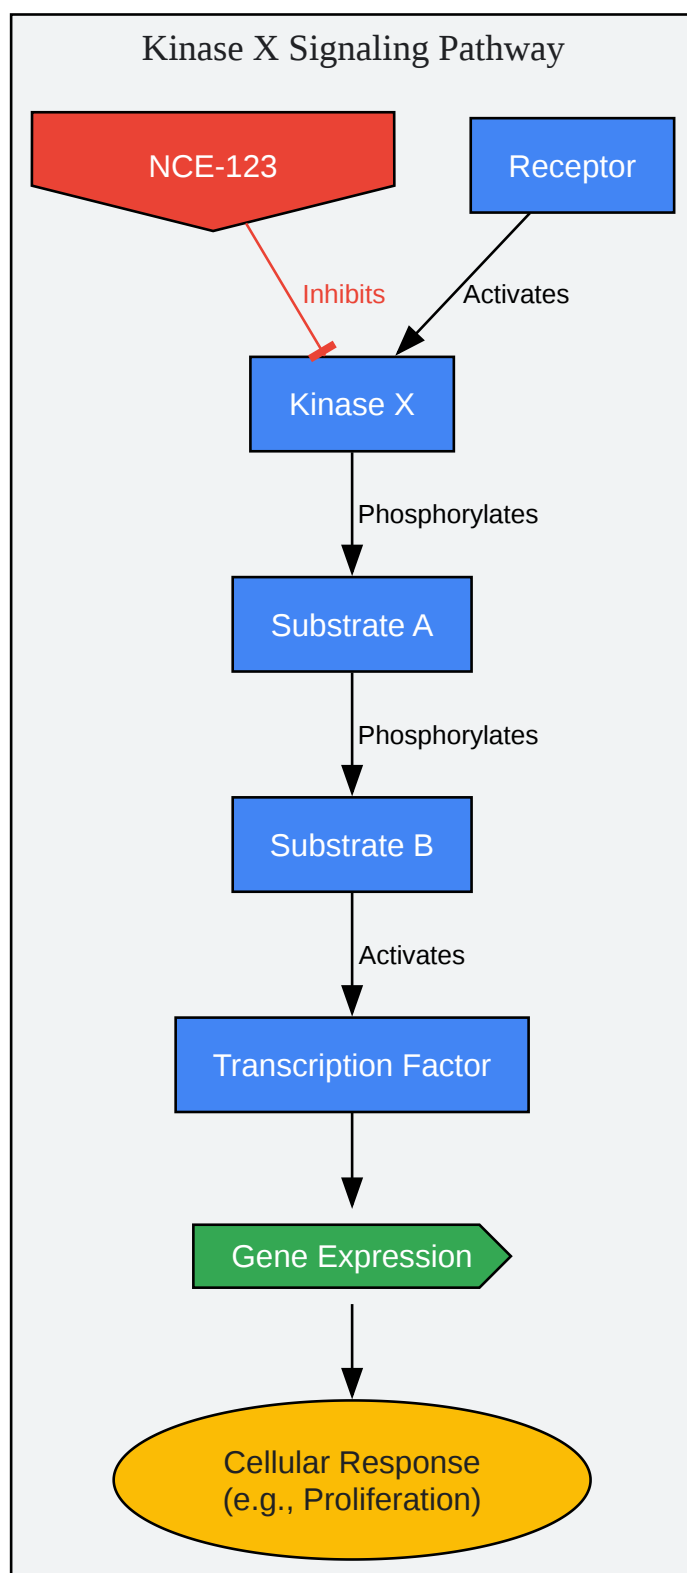 Kinase X Signaling Pathway
NCE-123
Receptor
Inhibits
Activates
Kinase X
Phosphorylates
Substrate A
Phosphorylates
Substrate B
Activates
Transcription Factor
Gene Expression
Cellular Response
(e.g., Proliferation)